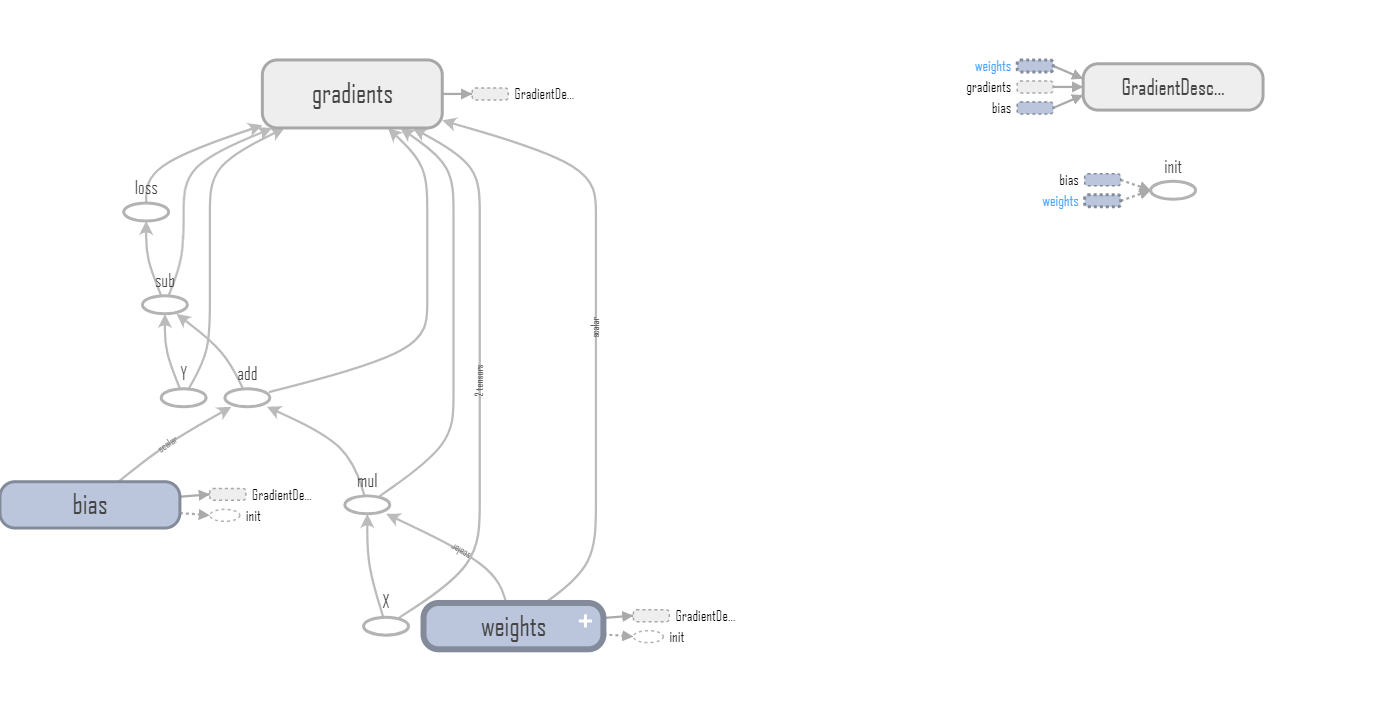 gradients
GradientDe...
loss
sub
Y
add
scalar
2 tensors
scalar
bias
GradientDe...
init
mul
scalar
X
weights
GradientDe...
init
weights
gradients
bias
GradientDesc...
init
bias
weights